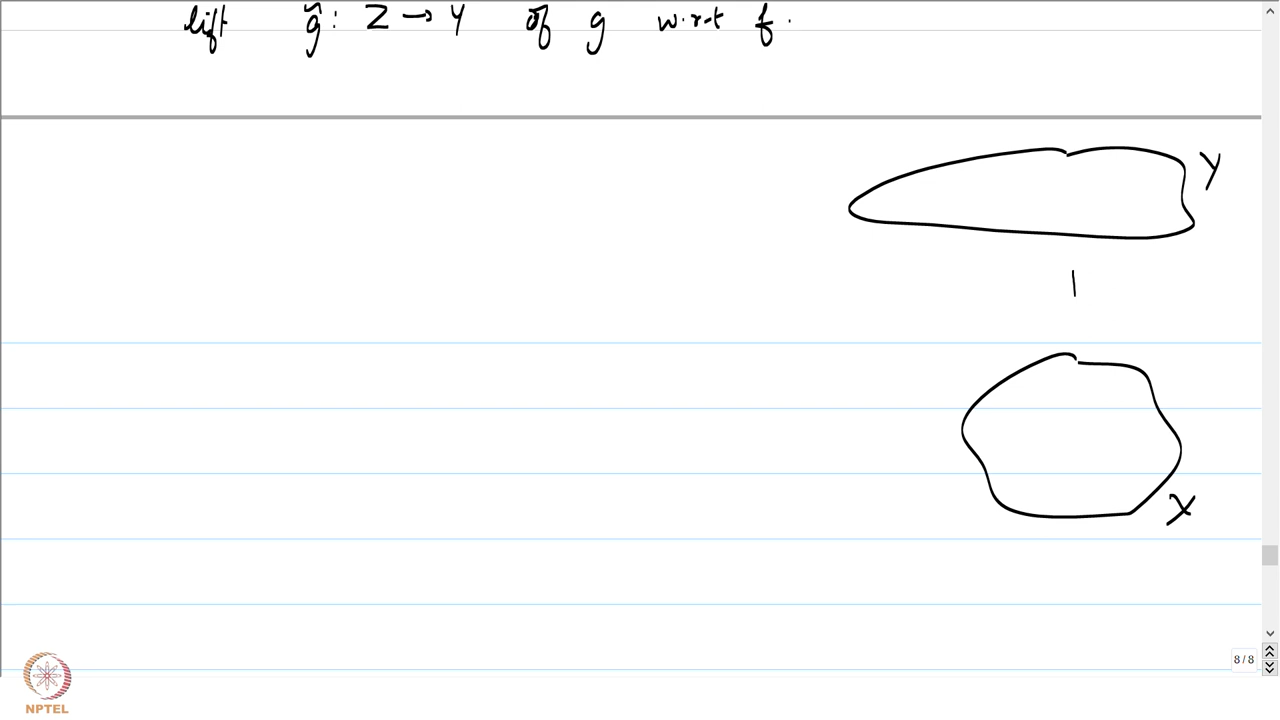 lift g̃ : Z → Y of g w.r.t f.
Y
X
8 / 8
NPTEL